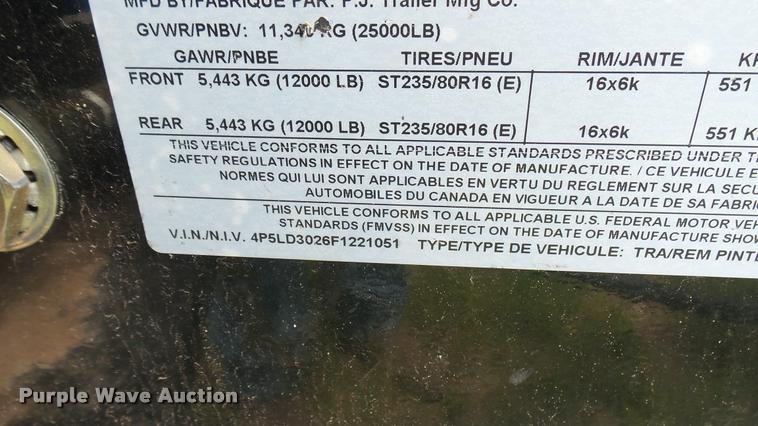 MFD BY/FABRIQUE PAR: P.J. Trailer Mfg Co.
GVWR/PNBV: 11,340 KG (25000LB)
GAWR/PNBE TIRES/PNEU RIM/JANTE
FRONT 5,443 KG (12000 LB) ST235/80R16 (E) 16x6k 551
REAR 5,443 KG (12000 LB) ST235/80R16 (E) 16x6k 551
THIS VEHICLE CONFORMS TO ALL APPLICABLE STANDARDS PRESCRIBED UNDER
SAFETY REGULATIONS IN EFFECT ON THE DATE OF MANUFACTURE. / CE VEHICULE
NORMES QUI LUI SONT APPLICABLES EN VERTU DU REGLEMENT SUR LA
AUTOMOBILES DU CANADA EN VIGUEUR A LA DATE DE SA
THIS VEHICLE CONFORMS TO ALL APPLICABLE U.S. FEDERAL MOTOR
STANDARDS (FMVSS) IN EFFECT ON THE DATE OF MANUFACTURE
V.I.N./N.I.V. 4P5LD3026F1221051 TYPE/TYPE DE VEHICULE: TRA/REM
Purple Wave Auction